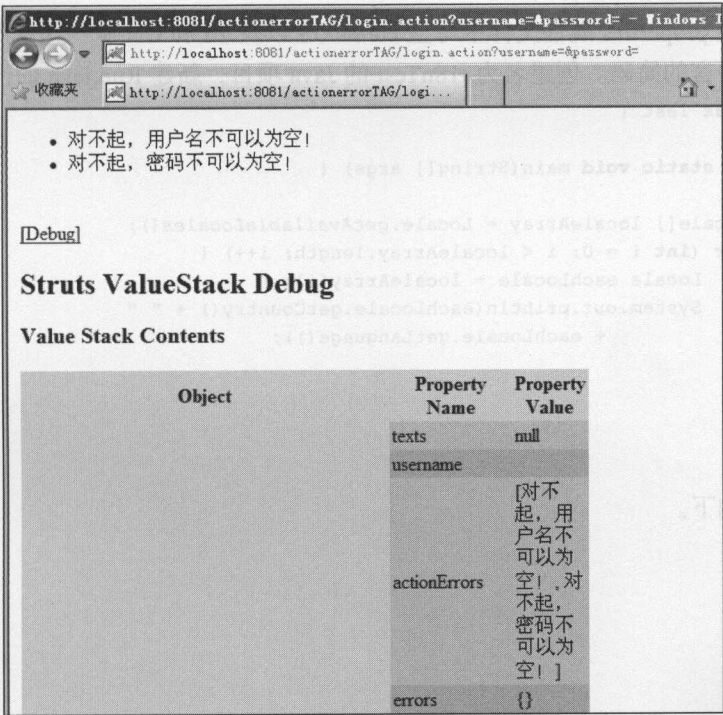 http://localhost:8081/actionerrorTAG/login.action?username=&password= - Windows I
http://localhost:8081/actionerrorTAG/login.action?username=&password=
收藏夹
http://localhost:8081/actionerrorTAG/logi...
• 对不起，用户名不可以为空！
• 对不起，密码不可以为空！
[Debug]
Struts ValueStack Debug
Value Stack Contents
Object
Property
Name
Property
Value
texts
null
username
actionErrors
[对不
起，用
户名不
可以为
空！,对
不起，
密码不
可以为
空！]
errors
{}